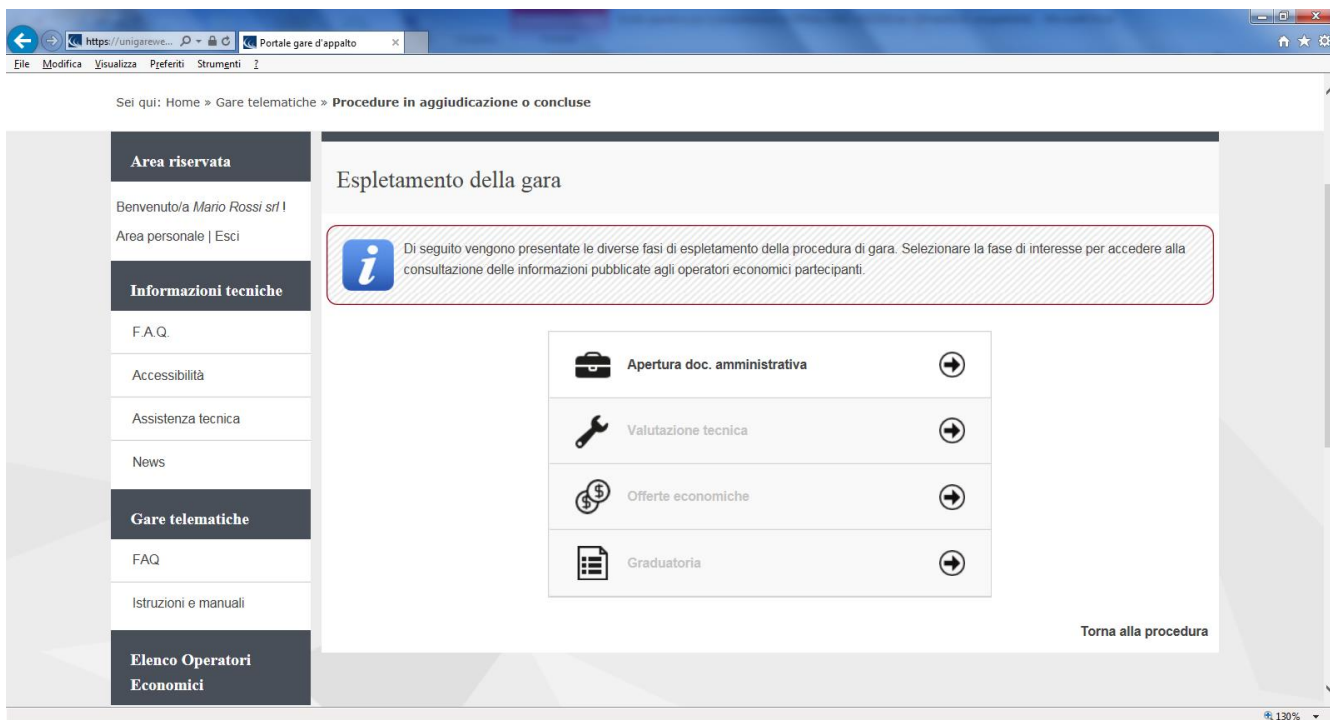 https://unigarewe...
Portale gare d'appalto
File Modifica Visualizza Preferiti Strumenti ?
Sei qui: Home » Gare telematiche » Procedure in aggiudicazione o concluse
Area riservata
Benvenuto/a Mario Rossi srl !
Area personale | Esci
Informazioni tecniche
F.A.Q.
Accessibilità
Assistenza tecnica
News
Gare telematiche
FAQ
Istruzioni e manuali
Elenco Operatori
Economici
Espletamento della gara
Di seguito vengono presentate le diverse fasi di espletamento della procedura di gara. Selezionare la fase di interesse per accedere alla
consultazione delle informazioni pubblicate agli operatori economici partecipanti.
Apertura doc. amministrativa
Valutazione tecnica
Offerte economiche
Graduatoria
Torna alla procedura
130%